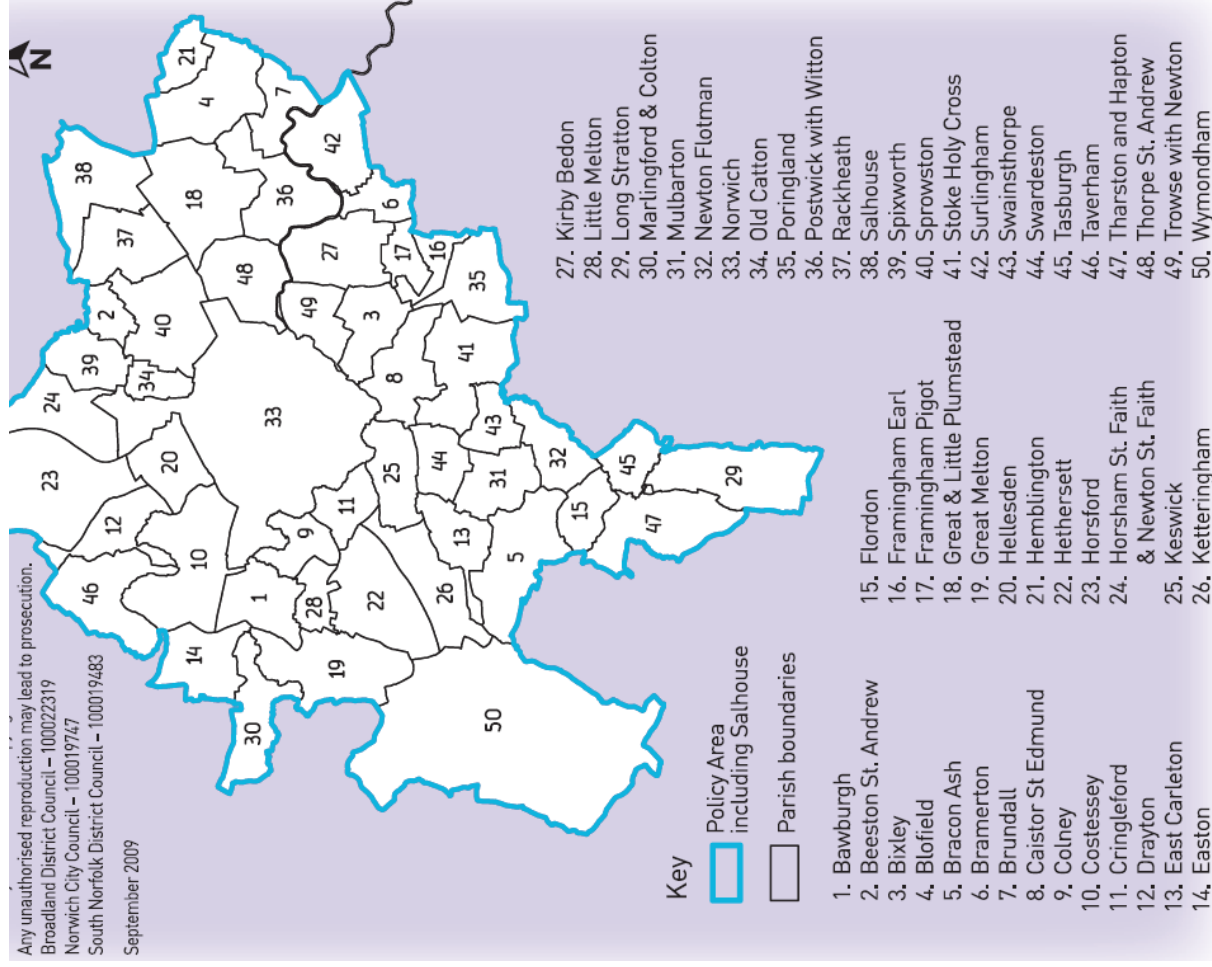 Any unauthorised reproduction may lead to prosecution.
Broadland District Council – 100022319
Norwich City Council – 100019747
South Norfolk District Council – 100019483
September 2009
N
21
4
7
42
38
18
36
6
37
27
17
16
48
35
2
40
49
3
39
41
34
8
24
33
43
32
45
29
44
31
25
23
20
11
15
47
12
13
9
5
10
46
26
22
1
28
14
19
50
30
Key
Policy Area
including Salhouse
Parish boundaries
1. Bawburgh
2. Beeston St. Andrew
3. Bixley
4. Blofield
5. Bracon Ash
6. Bramerton
7. Brundall
8. Caistor St Edmund
9. Colney
10. Costessey
11. Cringleford
12. Drayton
13. East Carleton
14. Easton
15. Flordon
16. Framingham Earl
17. Framingham Pigot
18. Great & Little Plumstead
19. Great Melton
20. Hellesden
21. Hemblington
22. Hethersett
23. Horsford
24. Horsham St. Faith
& Newton St. Faith
25. Keswick
26. Ketteringham
27. Kirby Bedon
28. Little Melton
29. Long Stratton
30. Marlingford & Colton
31. Mulbarton
32. Newton Flotman
33. Norwich
34. Old Catton
35. Poringland
36. Postwick with Witton
37. Rackheath
38. Salhouse
39. Spixworth
40. Sprowston
41. Stoke Holy Cross
42. Surlingham
43. Swainsthorpe
44. Swardeston
45. Tasburgh
46. Taverham
47. Tharston and Hapton
48. Thorpe St. Andrew
49. Trowse with Newton
50. Wymondham